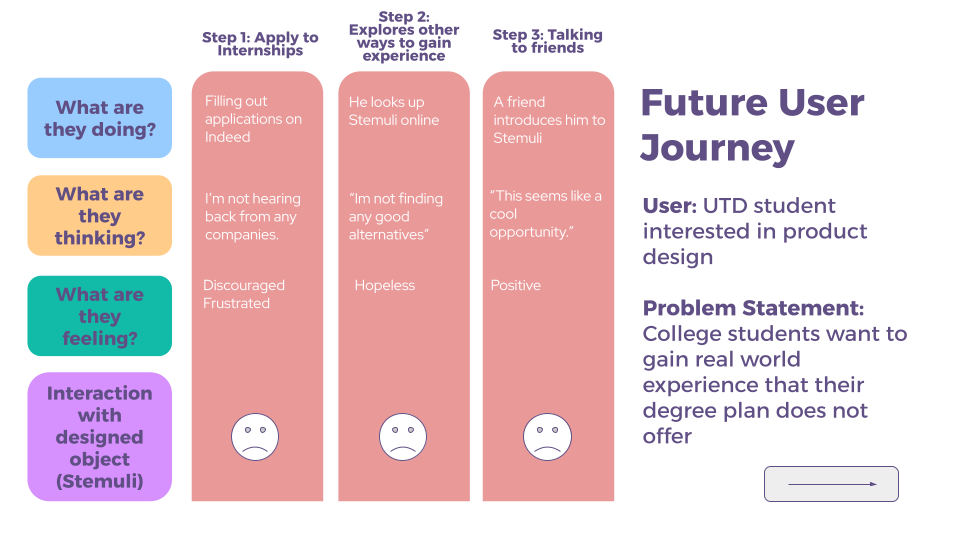 Step 1: Apply to
Internships
Step 2:
Explores other
ways to gain
experience
Step 3: Talking
to friends
What are
they doing?
Filling out
applications on
Indeed
He looks up
Stemuli online
A friend
introduces him to
Stemuli
What are
they
thinking?
I'm not hearing
back from any
companies.
"Im not finding
any good
alternatives"
"This seems like a
cool
opportunity."
What are
they
feeling?
Discouraged
Frustrated
Hopeless
Positive
Interaction
with
designed
object
(Stemuli)
Future User
Journey
User: UTD student
interested in product
design
Problem Statement:
College students want to
gain real world
experience that their
degree plan does not
offer